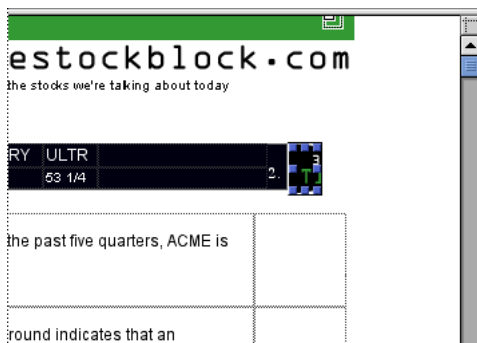 estockblock.com
the stocks we're talking about today
RY ULTR
53 1/4 2. 3
T
the past five quarters, ACME is
round indicates that an